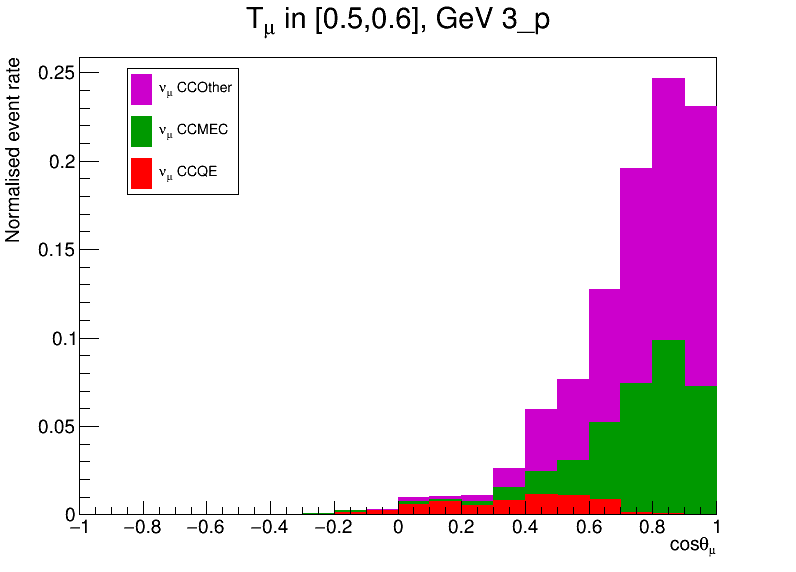 T_μ in [0.5,0.6], GeV 3_p
Normalised event rate
0.25
0.2
0.15
0.1
0.05
0
ν_μ CCOther
ν_μ CCMEC
ν_μ CCQE
−1 −0.8 −0.6 −0.4 −0.2 0 0.2 0.4 0.6 0.8 1
cosθ_μ